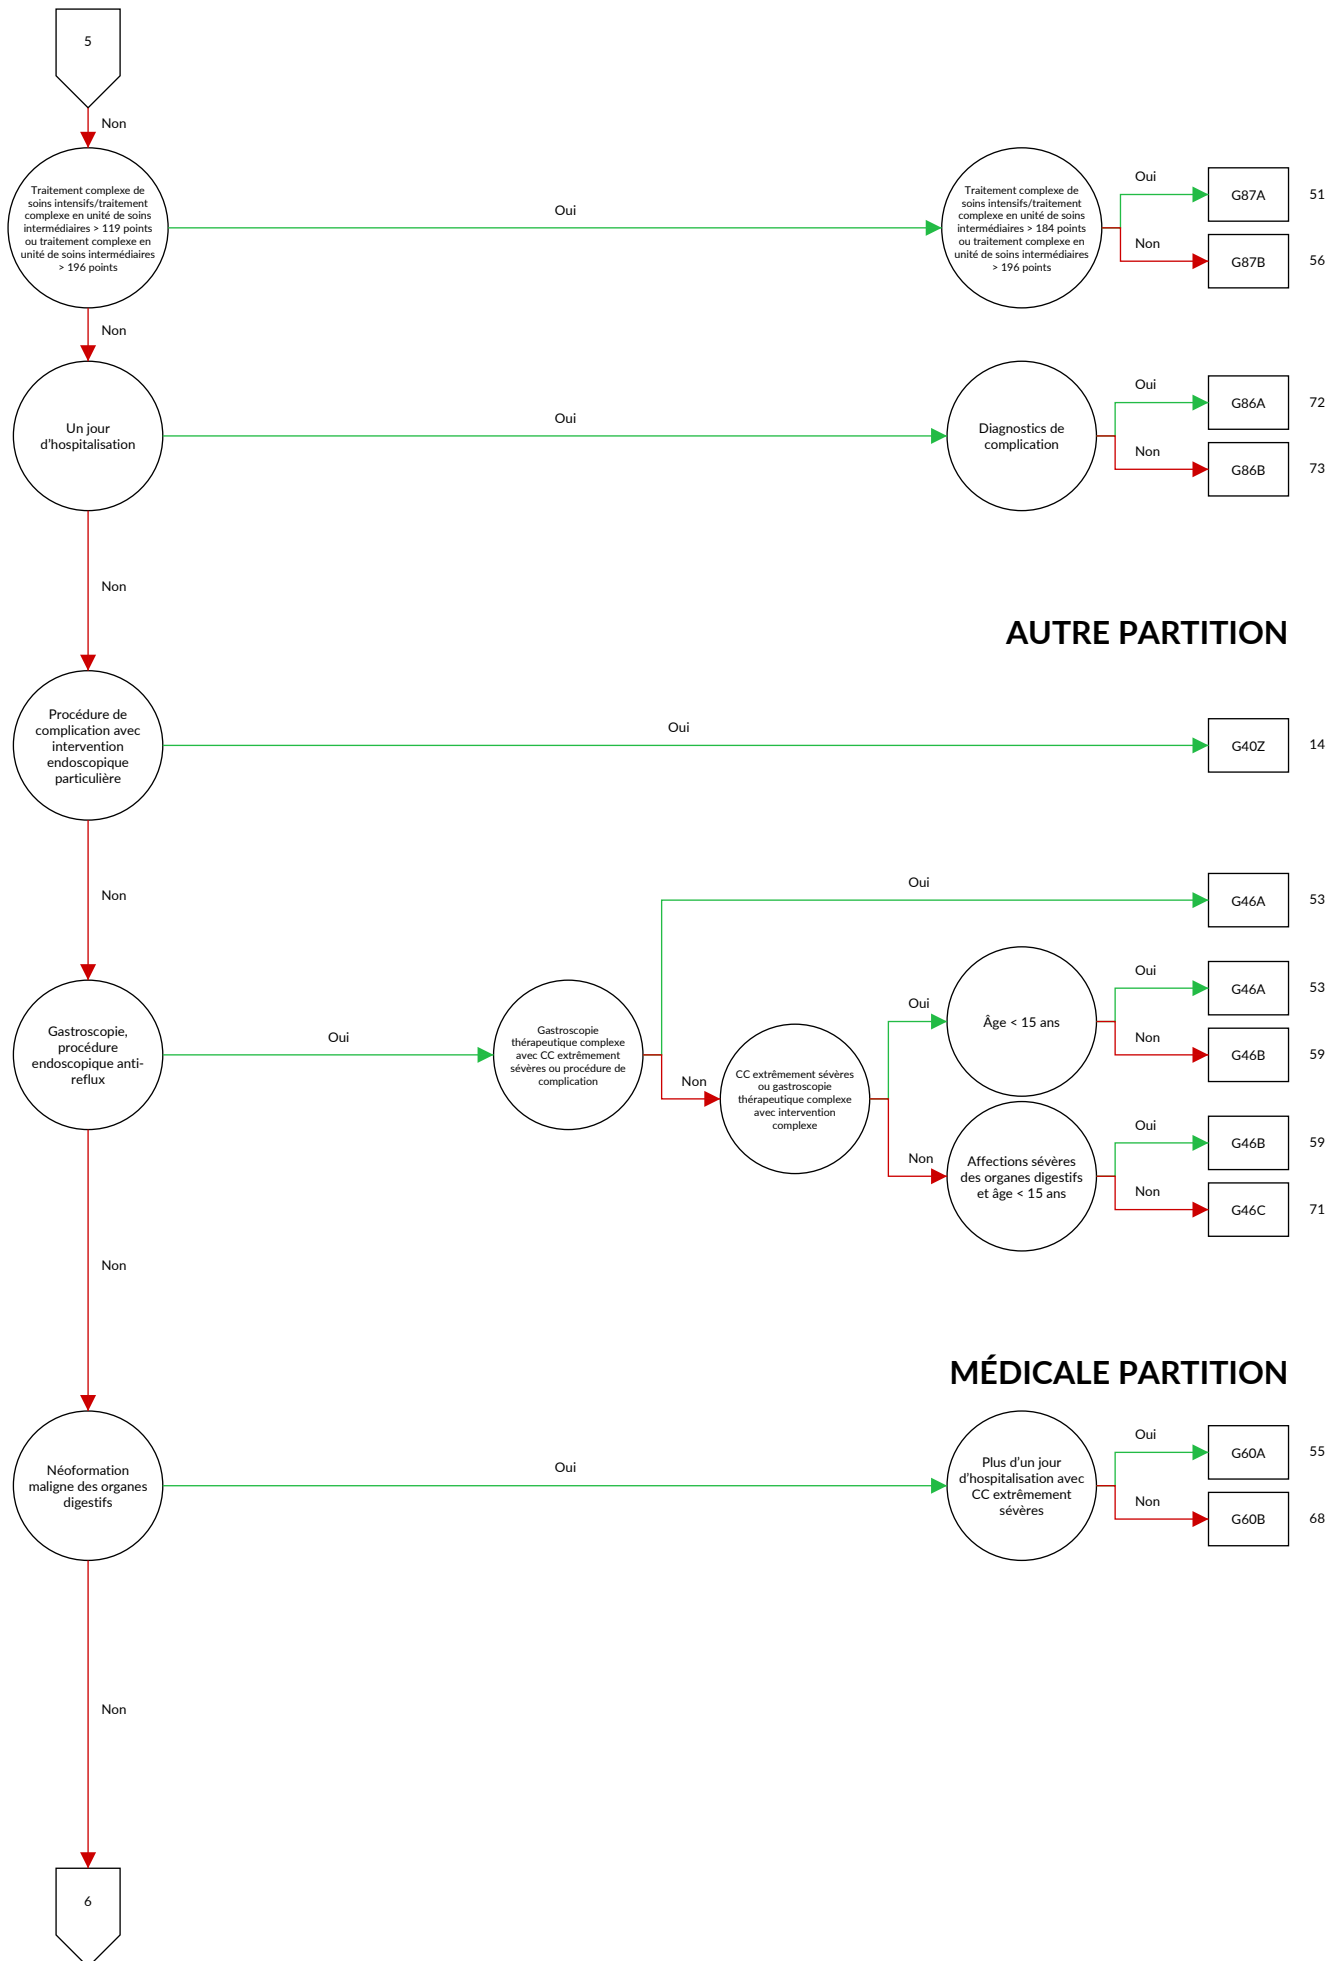 5
Non
Traitement complexe de
soins intensifs/traitement
complexe en unité de soins
intermédiaires > 119 points
ou traitement complexe en
unité de soins intermédiaires
> 196 points
Oui
Traitement complexe de
soins intensifs/traitement
complexe en unité de soins
intermédiaires > 184 points
ou traitement complexe en
unité de soins intermédiaires
> 196 points
Oui
G87A
51
Non
G87B
56
Non
Un jour
d'hospitalisation
Oui
Diagnostics de
complication
Oui
G86A
72
Non
G86B
73
Non
AUTRE PARTITION
Procédure de
complication avec
intervention
endoscopique
particulière
Oui
G40Z
14
Non
Gastroscopie,
procédure
endoscopique anti-
reflux
Oui
Gastroscopie
thérapeutique complexe
avec CC extrêmement
sévères ou procédure de
complication
Oui
G46A
53
Non
CC extrêmement sévères
ou gastroscopie
thérapeutique complexe
avec intervention
complexe
Oui
Âge < 15 ans
Oui
G46A
53
Non
G46B
59
Non
Affections sévères
des organes digestifs
et âge < 15 ans
Oui
G46B
59
Non
G46C
71
Non
MÉDICALE PARTITION
Néoformation
maligne des organes
digestifs
Oui
Plus d'un jour
d'hospitalisation avec
CC extrêmement
sévères
Oui
G60A
55
Non
G60B
68
Non
6